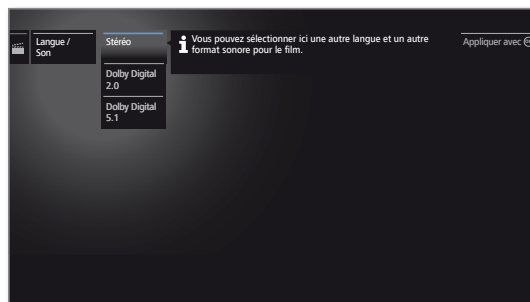 Langue /
Son
Stéréo
Dolby Digital
2.0
Dolby Digital
5.1
Vous pouvez sélectionner ici une autre langue et un autre
format sonore pour le film.
Appliquer avec